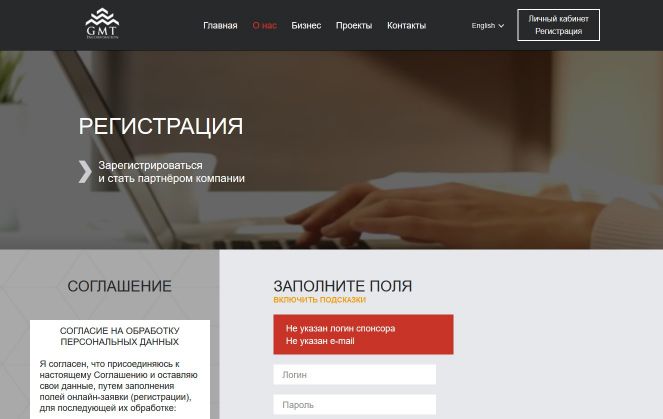 GMT
Главная О нас Бизнес Проекты Контакты English Личный кабинет
Регистрация
РЕГИСТРАЦИЯ
Зарегистрироваться
и стать партнёром компании
СОГЛАШЕНИЕ
СОГЛАСИЕ НА ОБРАБОТКУ
ПЕРСОНАЛЬНЫХ ДАННЫХ
Я согласен, что присоединяюсь к
настоящему Соглашению и оставляю
свои данные, путем заполнения
полей онлайн-заявки (регистрации),
для последующей их обработке:
ЗАПОЛНИТЕ ПОЛЯ
ВКЛЮЧИТЬ ПОДСКАЗКИ
Не указан логин спонсора
Не указан e-mail
Логин
Пароль